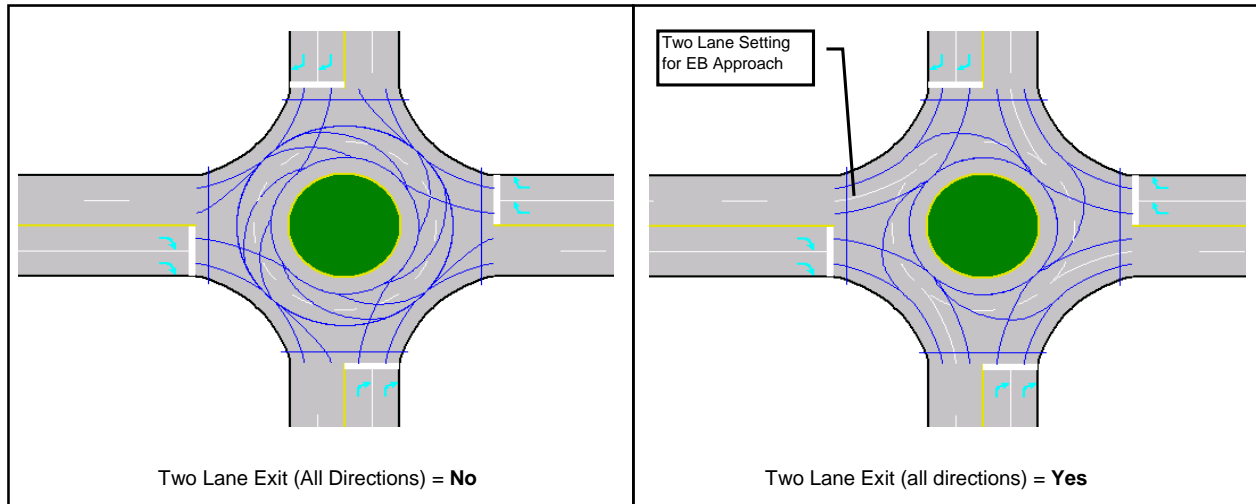 Two Lane Setting
for EB Approach
Two Lane Exit (All Directions) = No
Two Lane Exit (all directions) = Yes